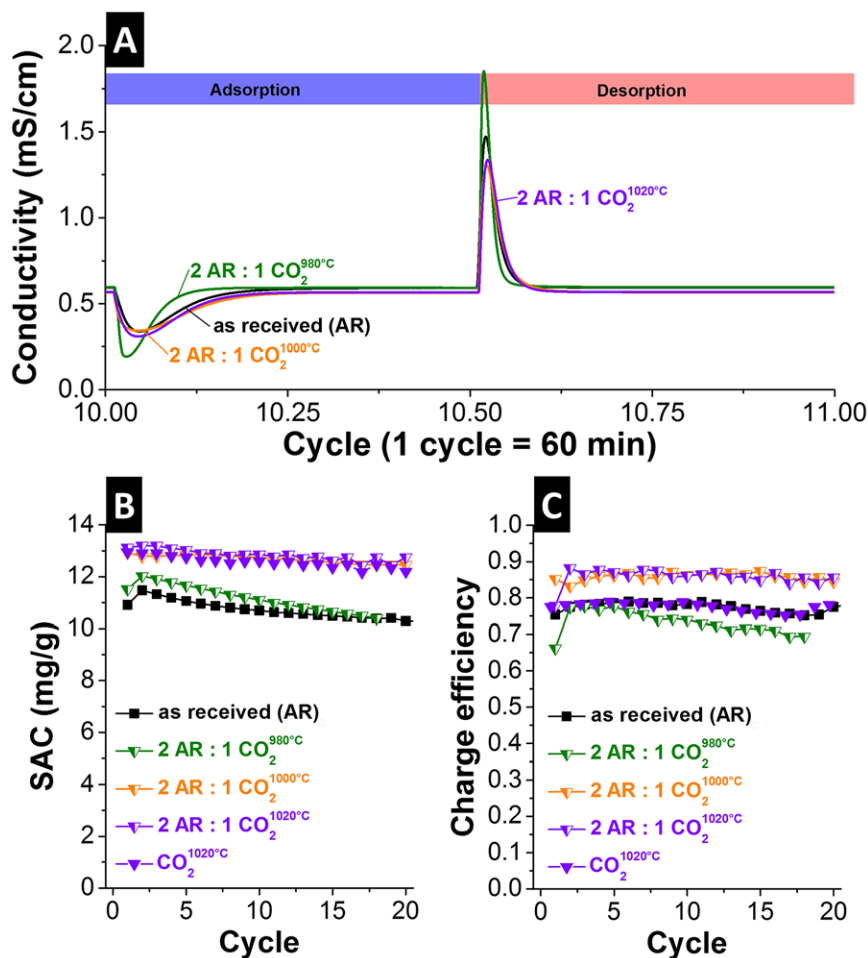 A
Conductivity (mS/cm)
2.0
1.5
1.0
0.5
0.0
Adsorption
Desorption
2 AR : 1 CO₂¹⁰²⁰°ᶜ
2 AR : 1 CO₂⁹⁸⁰°ᶜ
as received (AR)
2 AR : 1 CO₂¹⁰⁰⁰°ᶜ
10.00 10.25 10.50 10.75 11.00
Cycle (1 cycle = 60 min)
B
SAC (mg/g)
14
12
10
8
6
4
2
0
as received (AR)
2 AR : 1 CO₂⁹⁸⁰°ᶜ
2 AR : 1 CO₂¹⁰⁰⁰°ᶜ
2 AR : 1 CO₂¹⁰²⁰°ᶜ
CO₂¹⁰²⁰°ᶜ
0 5 10 15 20
Cycle
C
Charge efficiency
1.0
0.9
0.8
0.7
0.6
0.5
0.4
0.3
0.2
0.1
0.0
as received (AR)
2 AR : 1 CO₂⁹⁸⁰°ᶜ
2 AR : 1 CO₂¹⁰⁰⁰°ᶜ
2 AR : 1 CO₂¹⁰²⁰°ᶜ
CO₂¹⁰²⁰°ᶜ
0 5 10 15 20
Cycle